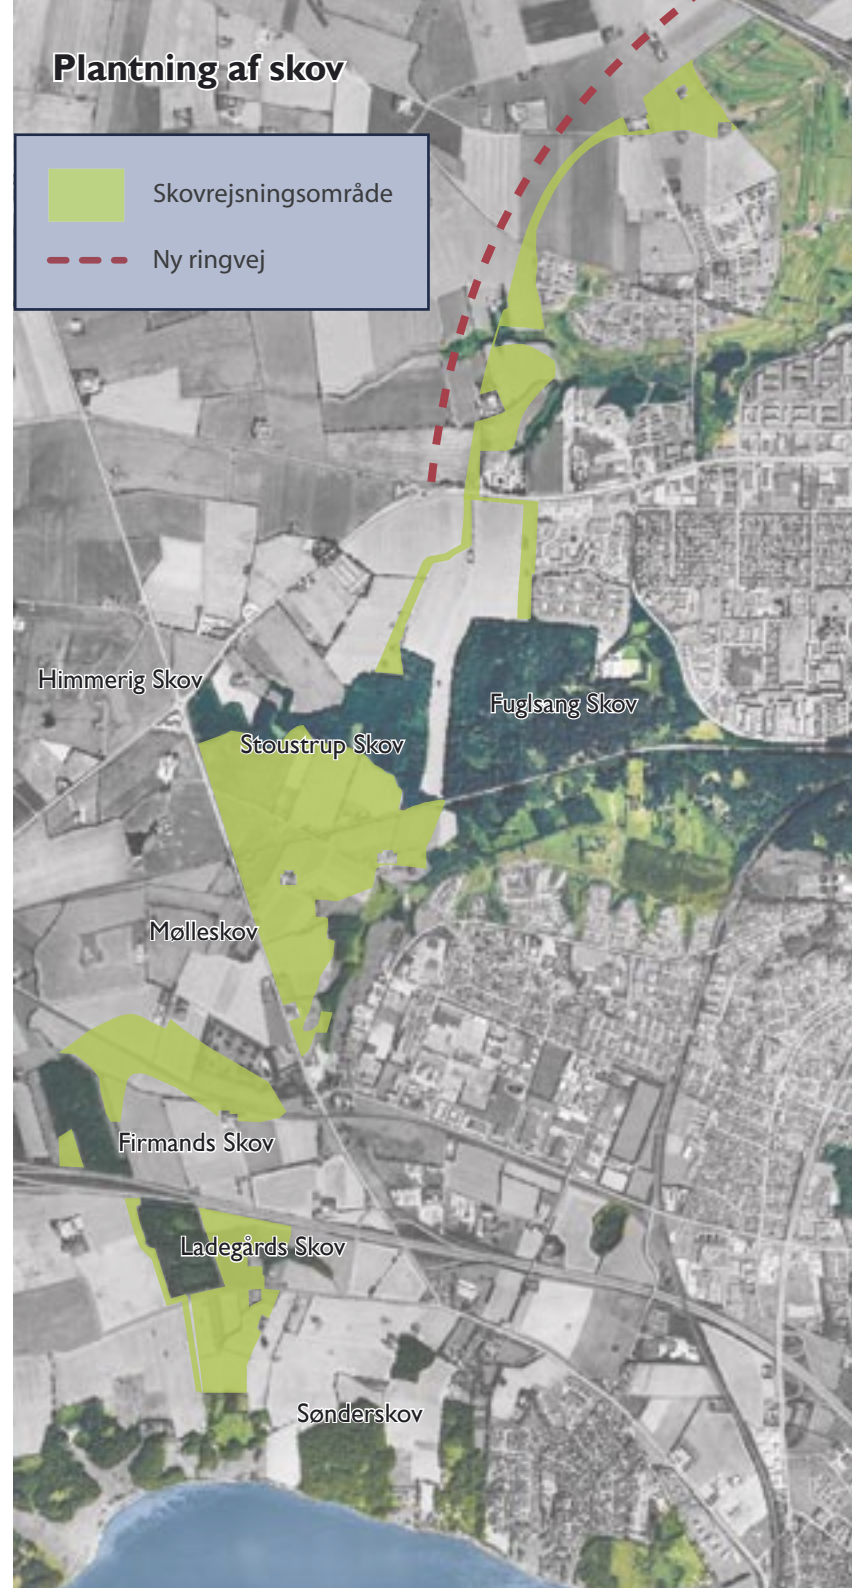 Plantning af skov
Skovrejsningsområde
Ny ringvej
Himmerig Skov
Fuglsang Skov
Stoustrup Skov
Mølleskov
Firmands Skov
Ladegårds Skov
Sønderskov